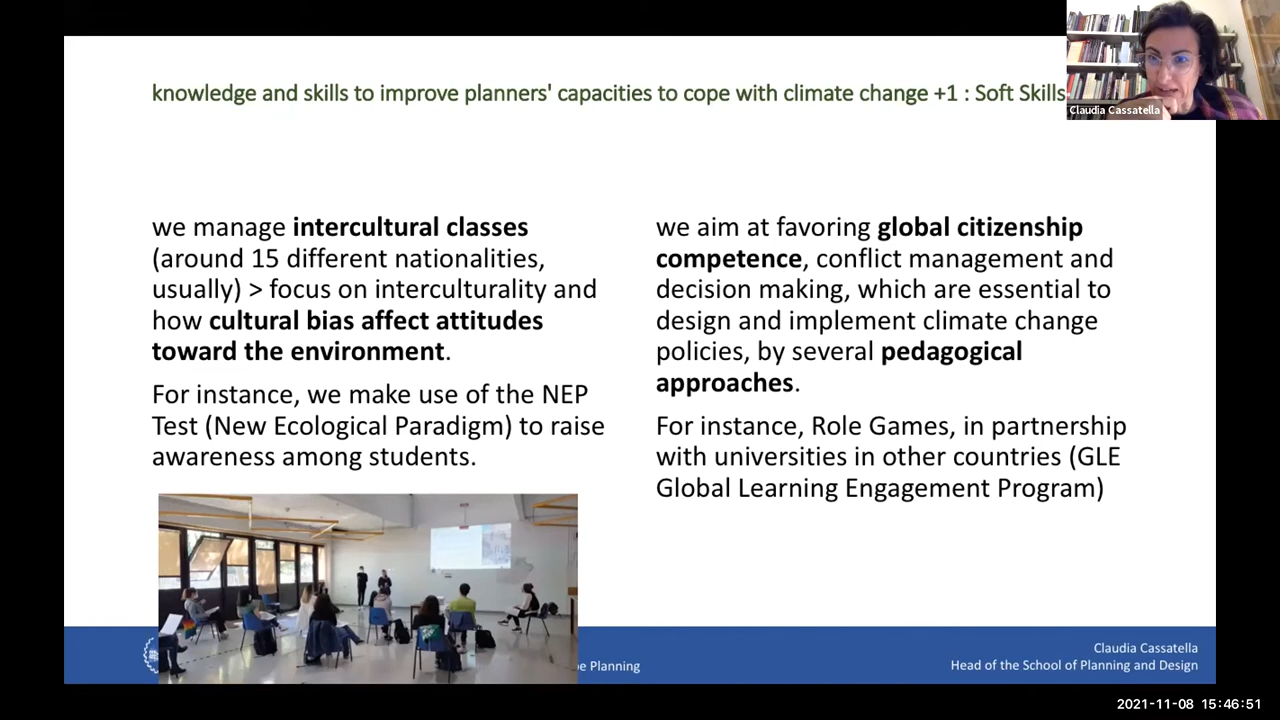 knowledge and skills to improve planners' capacities to cope with climate change +1 : Soft Skills
Claudia Cassatella
we manage intercultural classes
(around 15 different nationalities,
usually) > focus on interculturality and
how cultural bias affect attitudes
toward the environment.
For instance, we make use of the NEP
Test (New Ecological Paradigm) to raise
awareness among students.
we aim at favoring global citizenship
competence, conflict management and
decision making, which are essential to
design and implement climate change
policies, by several pedagogical
approaches.
For instance, Role Games, in partnership
with universities in other countries (GLE
Global Learning Engagement Program)
Planning
Claudia Cassatella
Head of the School of Planning and Design
2021-11-08 15:46:51